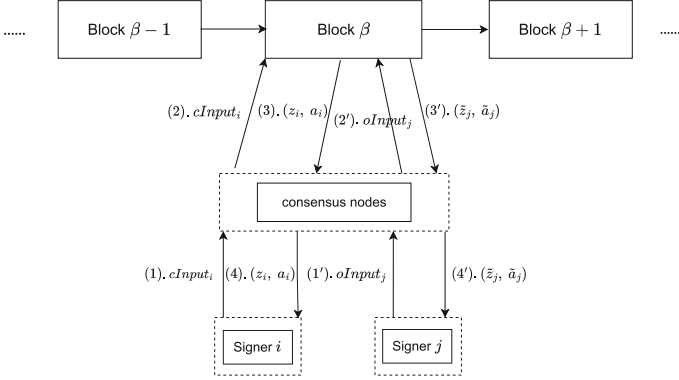 ...... Block β − 1 Block β Block β + 1 ......
(2). cInput_i (3). (z_i, a_i) (2′). oInput_j (3′). (z̃_j, ã_j)
consensus nodes
(1). cInput_i (4). (z_i, a_i) (1′). oInput_j (4′). (z̃_j, ã_j)
Signer i Signer j